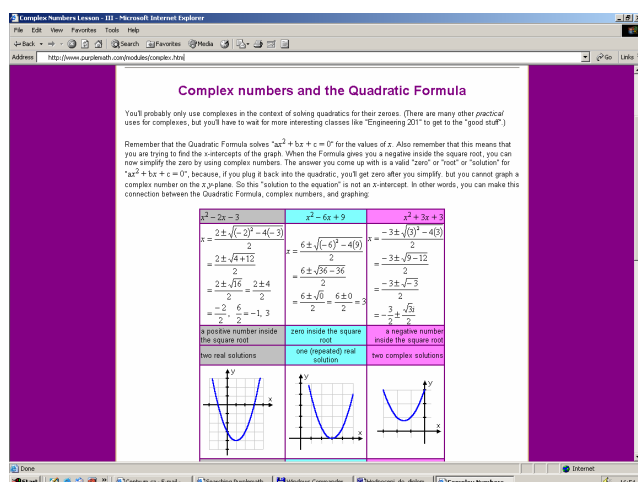 Complex Numbers Lesson - III - Microsoft Internet Explorer
File Edit View Favorites Tools Help
Back Search Favorites Media
Address http://www.purplemath.com/modules/complex.htm Go Links
Complex numbers and the Quadratic Formula
You'll probably only use complexes in the context of solving quadratics for their zeroes. (There are many other practical
uses for complexes, but you'll have to wait for more interesting classes like "Engineering 201" to get to the "good stuff".)
Remember that the Quadratic Formula solves "ax² + bx + c = 0" for the values of x. Also remember that this means that
you are trying to find the x-intercepts of the graph. When the Formula gives you a negative inside the square root, you can
now simplify the zero by using complex numbers. The answer you come up with is a valid "zero" or "root" or "solution" for
"ax² + bx + c = 0", because, if you plug it back into the quadratic, you'll get zero after you simplify. but you cannot graph a
complex number on the x,y-plane. So this "solution to the equation" is not an x-intercept. In other words, you can make this
connection between the Quadratic Formula, complex numbers, and graphing:
x² − 2x − 3
x = (2 ± √((−2)² − 4(−3))) / 2
= (2 ± √(4+12)) / 2
= (2 ± √16) / 2 = (2 ± 4) / 2
= −2/2, 6/2 = −1, 3
a positive number inside
the square root
two real solutions
y
x
x² − 6x + 9
x = (6 ± √((−6)² − 4(9))) / 2
= (6 ± √(36 − 36)) / 2
= (6 ± √0) / 2 = (6 ± 0) / 2 = 3
zero inside the square
root
one (repeated) real
solution
y
x
x² + 3x + 3
x = (−3 ± √((3)² − 4(3))) / 2
= (−3 ± √(9 − 12)) / 2
= (−3 ± √−3) / 2
= −3/2 ± √3i/2
a negative number
inside the square root
two complex solutions
y
x
Done Internet
Start Centrum.cz - E-mail Searching Purplemath Windows Commander Complex Numbers